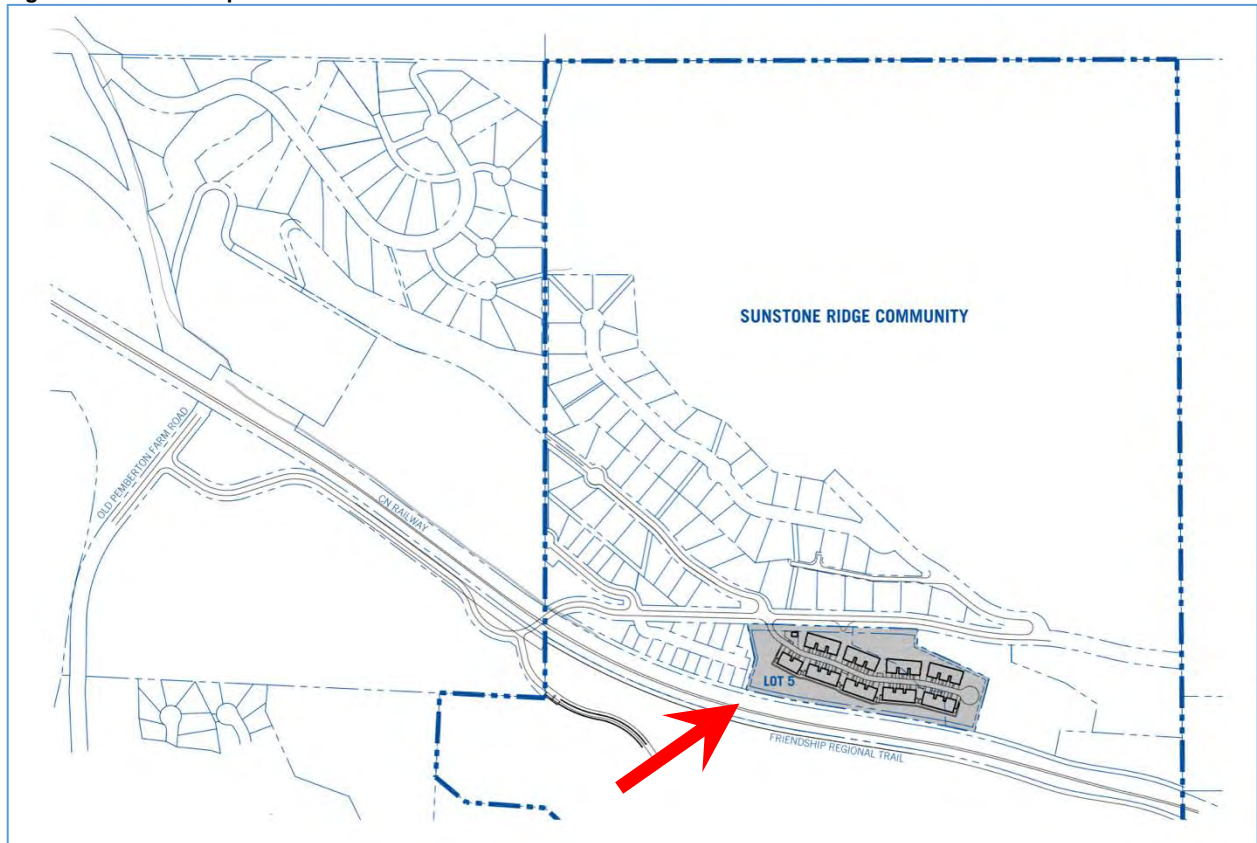 SUNSTONE RIDGE COMMUNITY
OLD PEMBERTON FARM ROAD
CN RAILWAY
LOT 5
FRIENDSHIP REGIONAL TRAIL